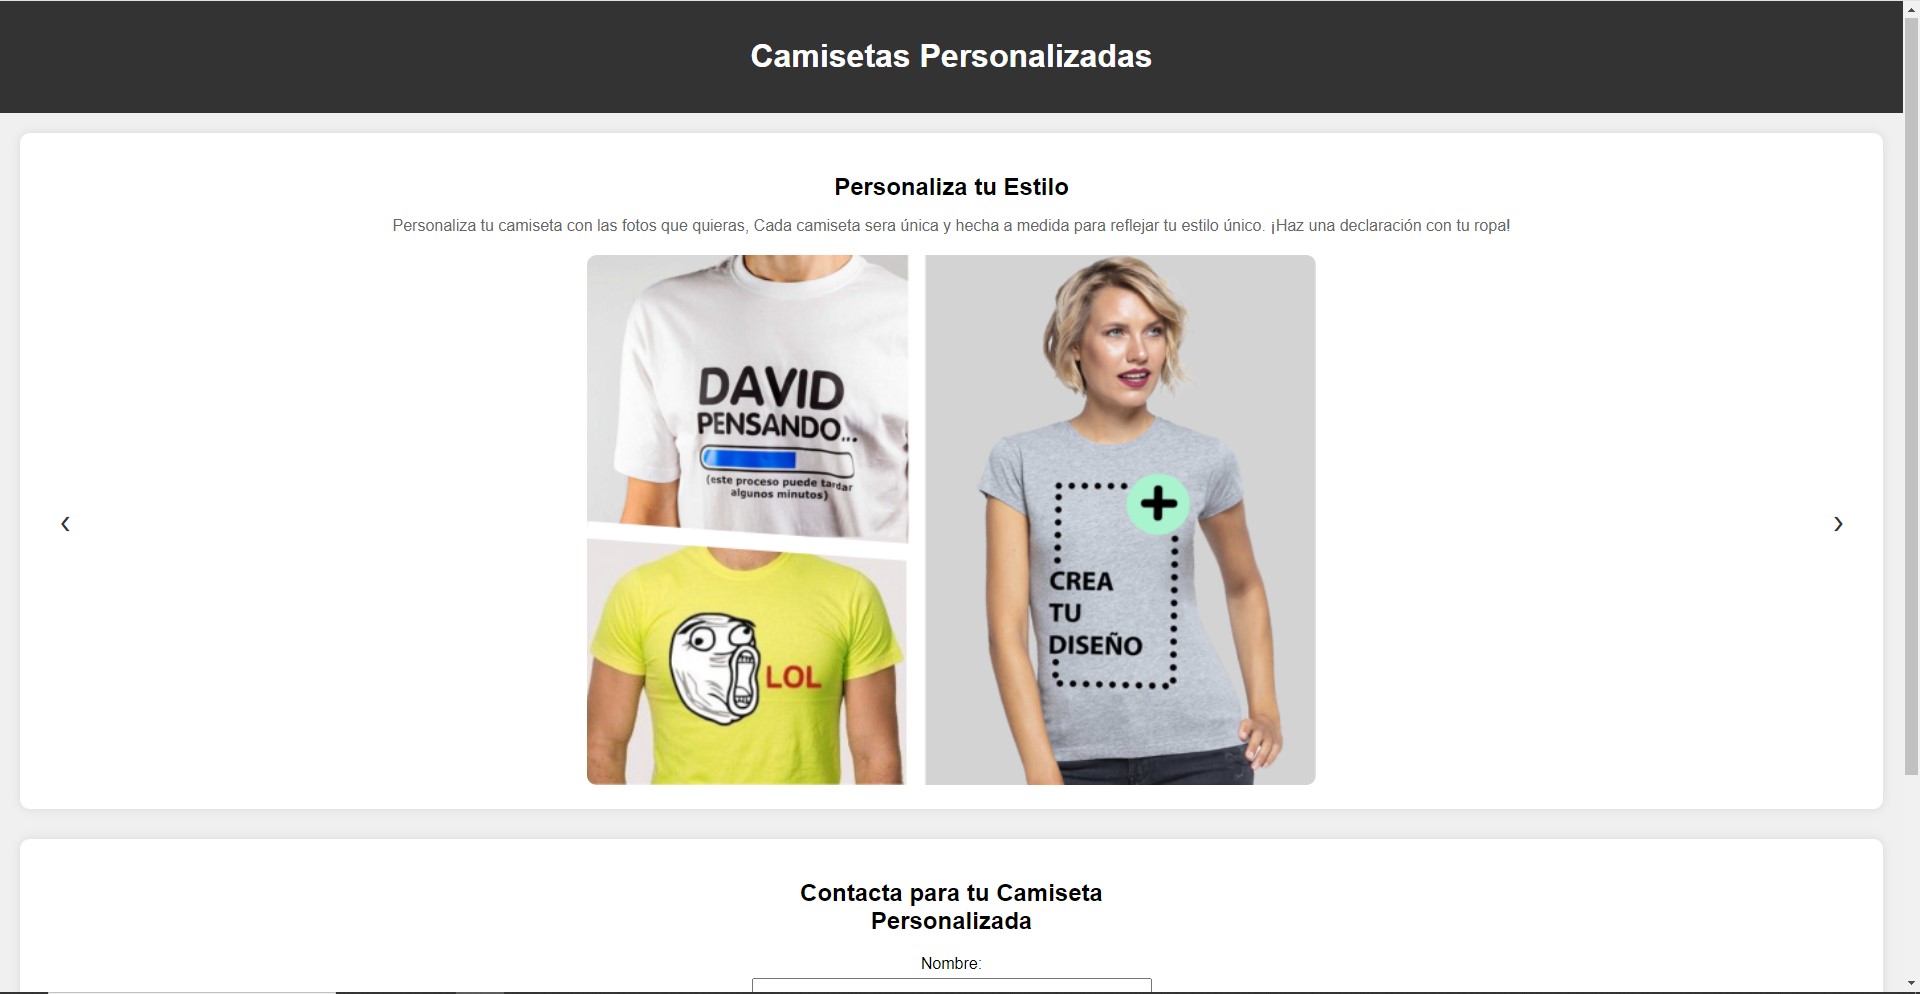 Camisetas Personalizadas
Personaliza tu Estilo
Personaliza tu camiseta con las fotos que quieras, Cada camiseta sera única y hecha a medida para reflejar tu estilo único. ¡Haz una declaración con tu ropa!
DAVID
PENSANDO...
(este proceso puede tardar
algunos minutos)
LOL
CREA
TU
DISEÑO
‹
›
Contacta para tu Camiseta
Personalizada
Nombre: